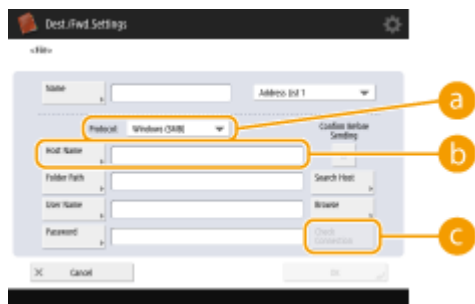 Dest./Fwd. Settings
<File>
Name
Address List 1
Protocol: Windows (SMB)
Confirm Before
Sending
a
Host Name
b
Folder Path
Search Host
User Name
Browse
Password
Check
Connection
c
× Cancel
OK